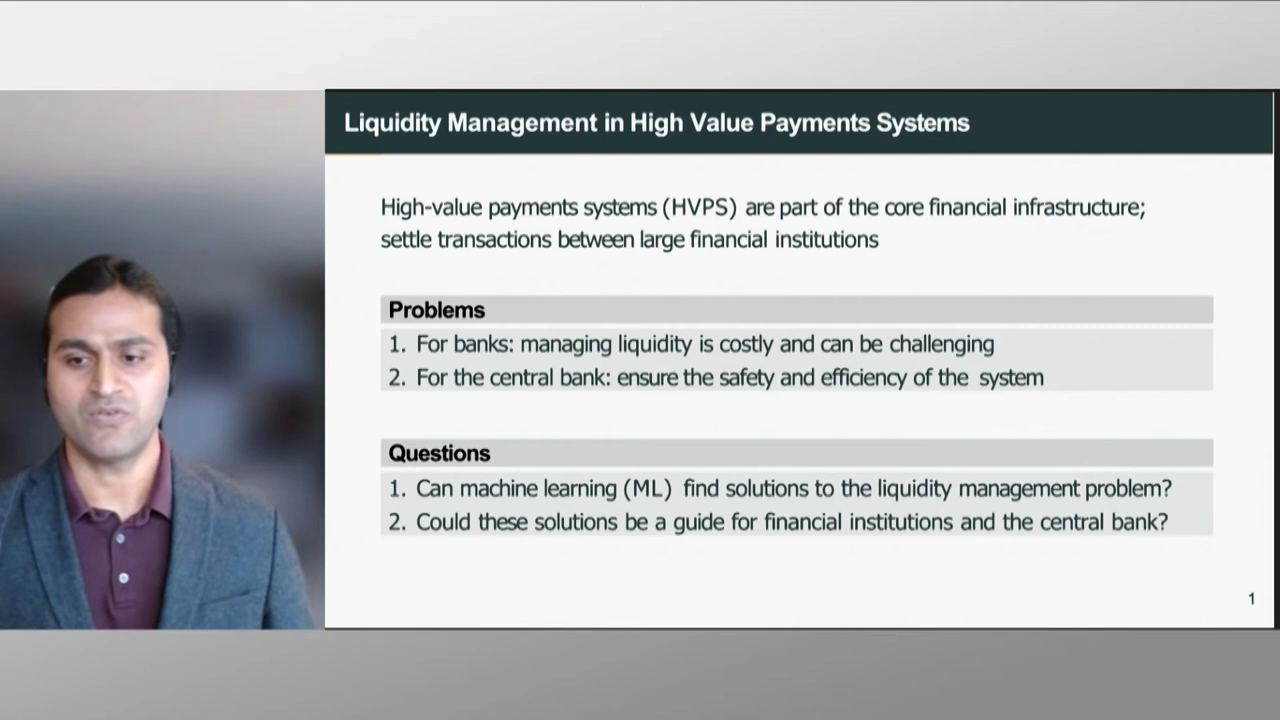 Liquidity Management in High Value Payments Systems
High-value payments systems (HVPS) are part of the core financial infrastructure;
settle transactions between large financial institutions
Problems
1. For banks: managing liquidity is costly and can be challenging
2. For the central bank: ensure the safety and efficiency of the system
Questions
1. Can machine learning (ML) find solutions to the liquidity management problem?
2. Could these solutions be a guide for financial institutions and the central bank?
1